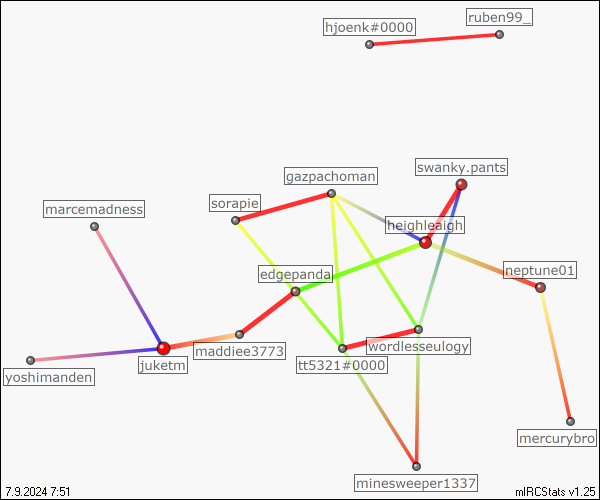 ruben99_
hjoenk#0000
swanky.pants
gazpachoman
sorapie
marcemadness
heighleaigh
edgepanda
neptune01
wordlesseulogy
maddiee3773
juketm
tt5321#0000
yoshimanden
mercurybro
minesweeper1337
7.9.2024 7:51
mIRCStats v1.25